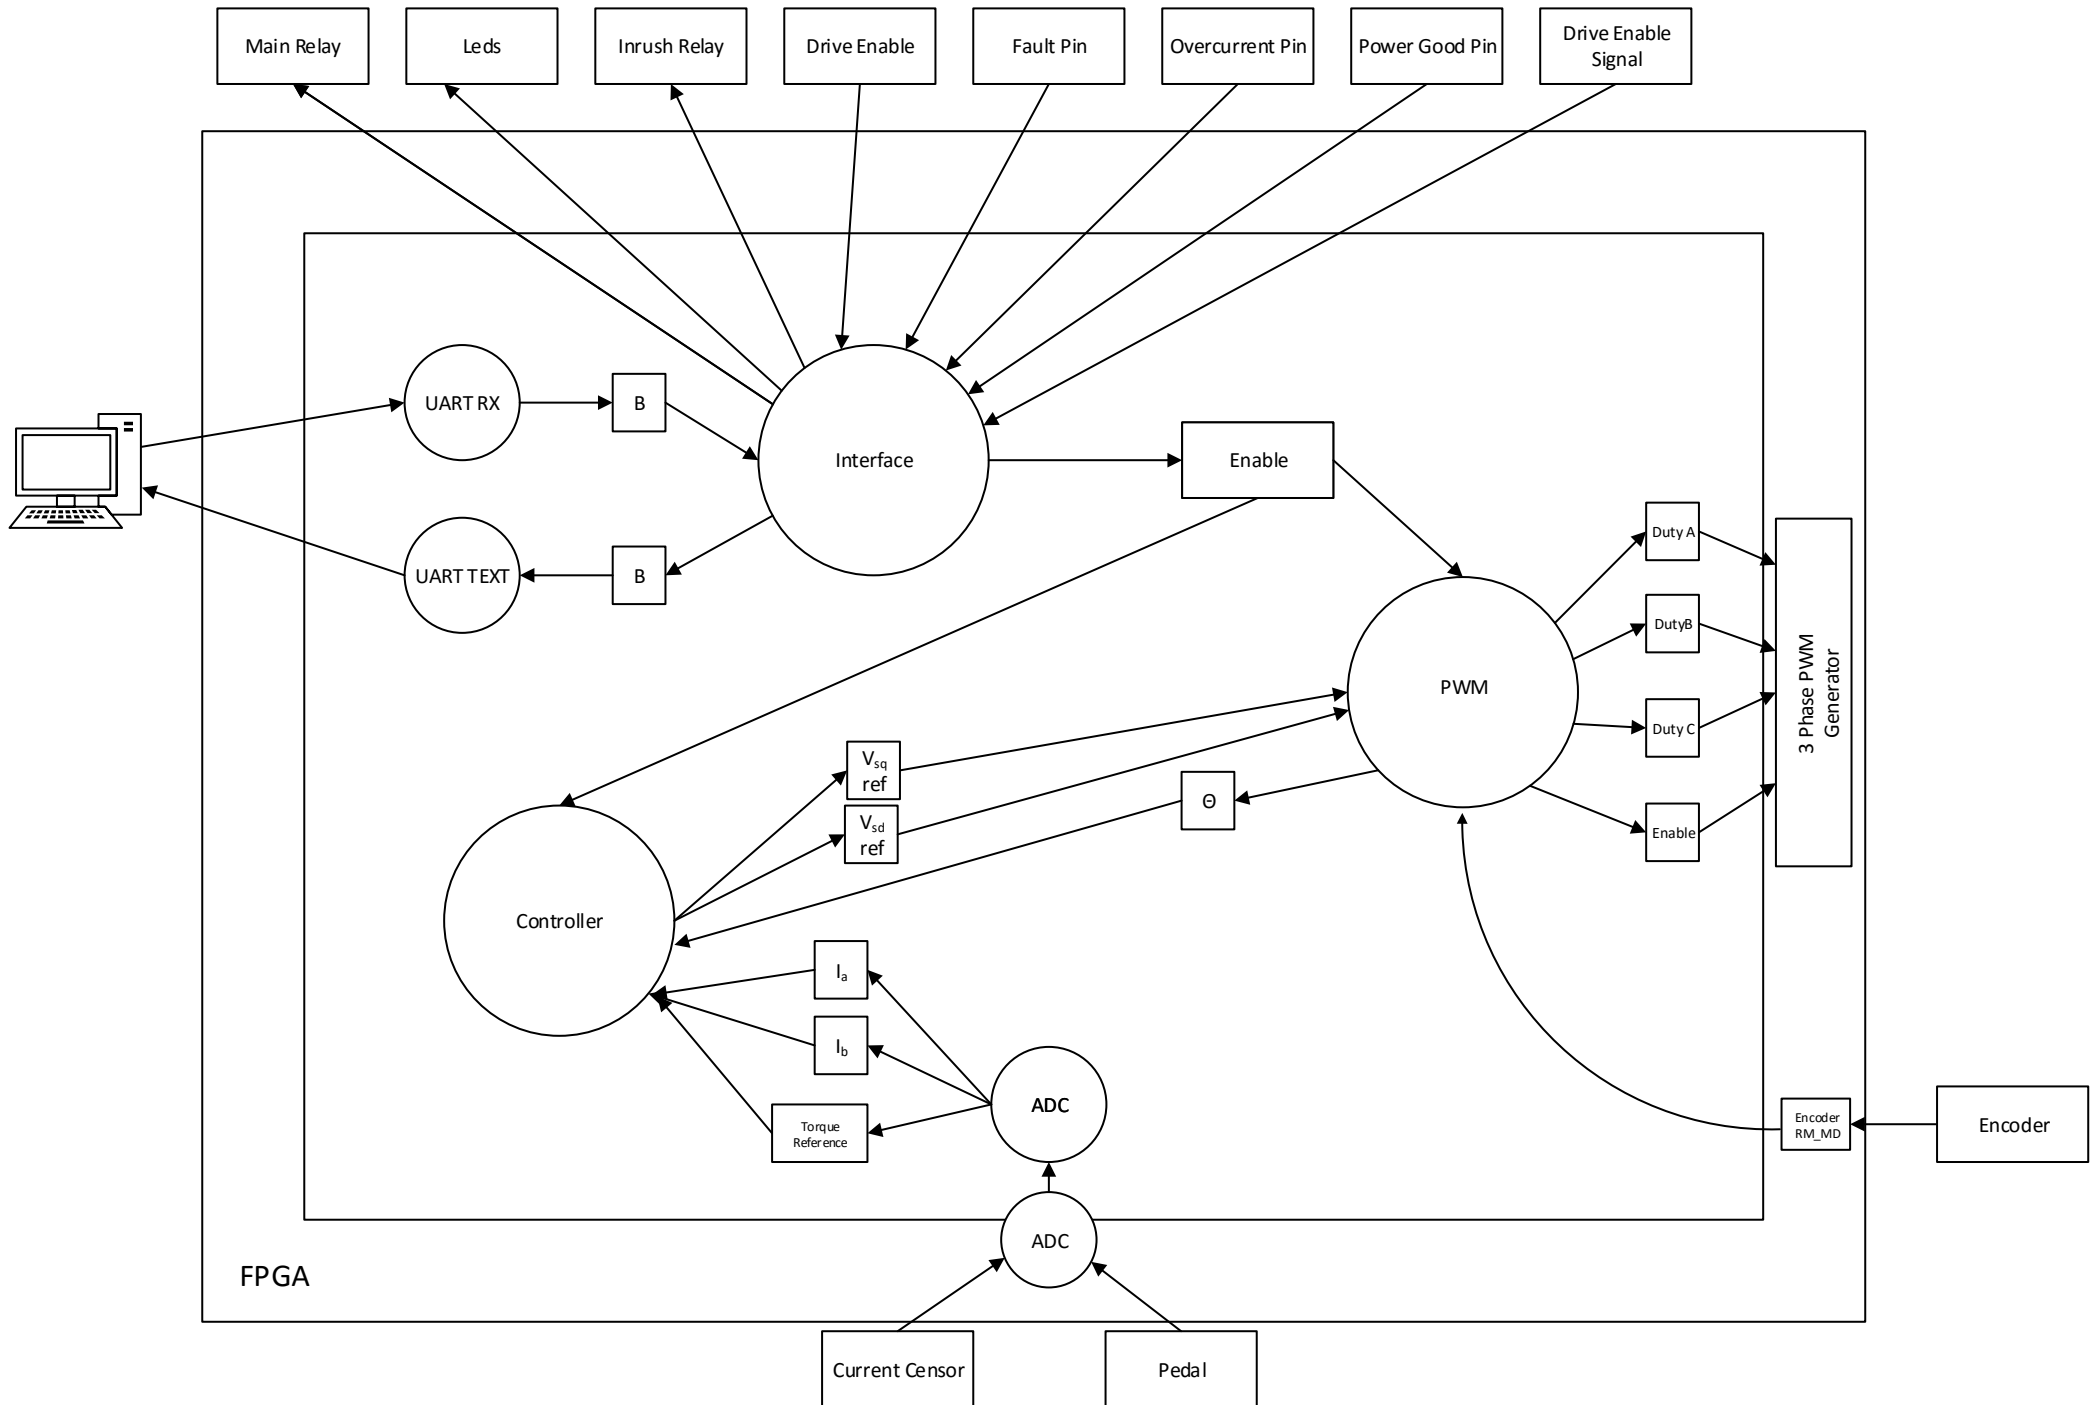 Main Relay
Leds
Inrush Relay
Drive Enable
Fault Pin
Overcurrent Pin
Power Good Pin
Drive Enable
Signal
UART RX
B
Interface
Enable
UART TEXT
B
Duty A
DutyB
Duty C
Enable
3 Phase PWM
Generator
PWM
Vsq
ref
Vsd
ref
Θ
Controller
Ia
Ib
Torque
Reference
ADC
Encoder
RM_MD
Encoder
ADC
FPGA
Current Censor
Pedal